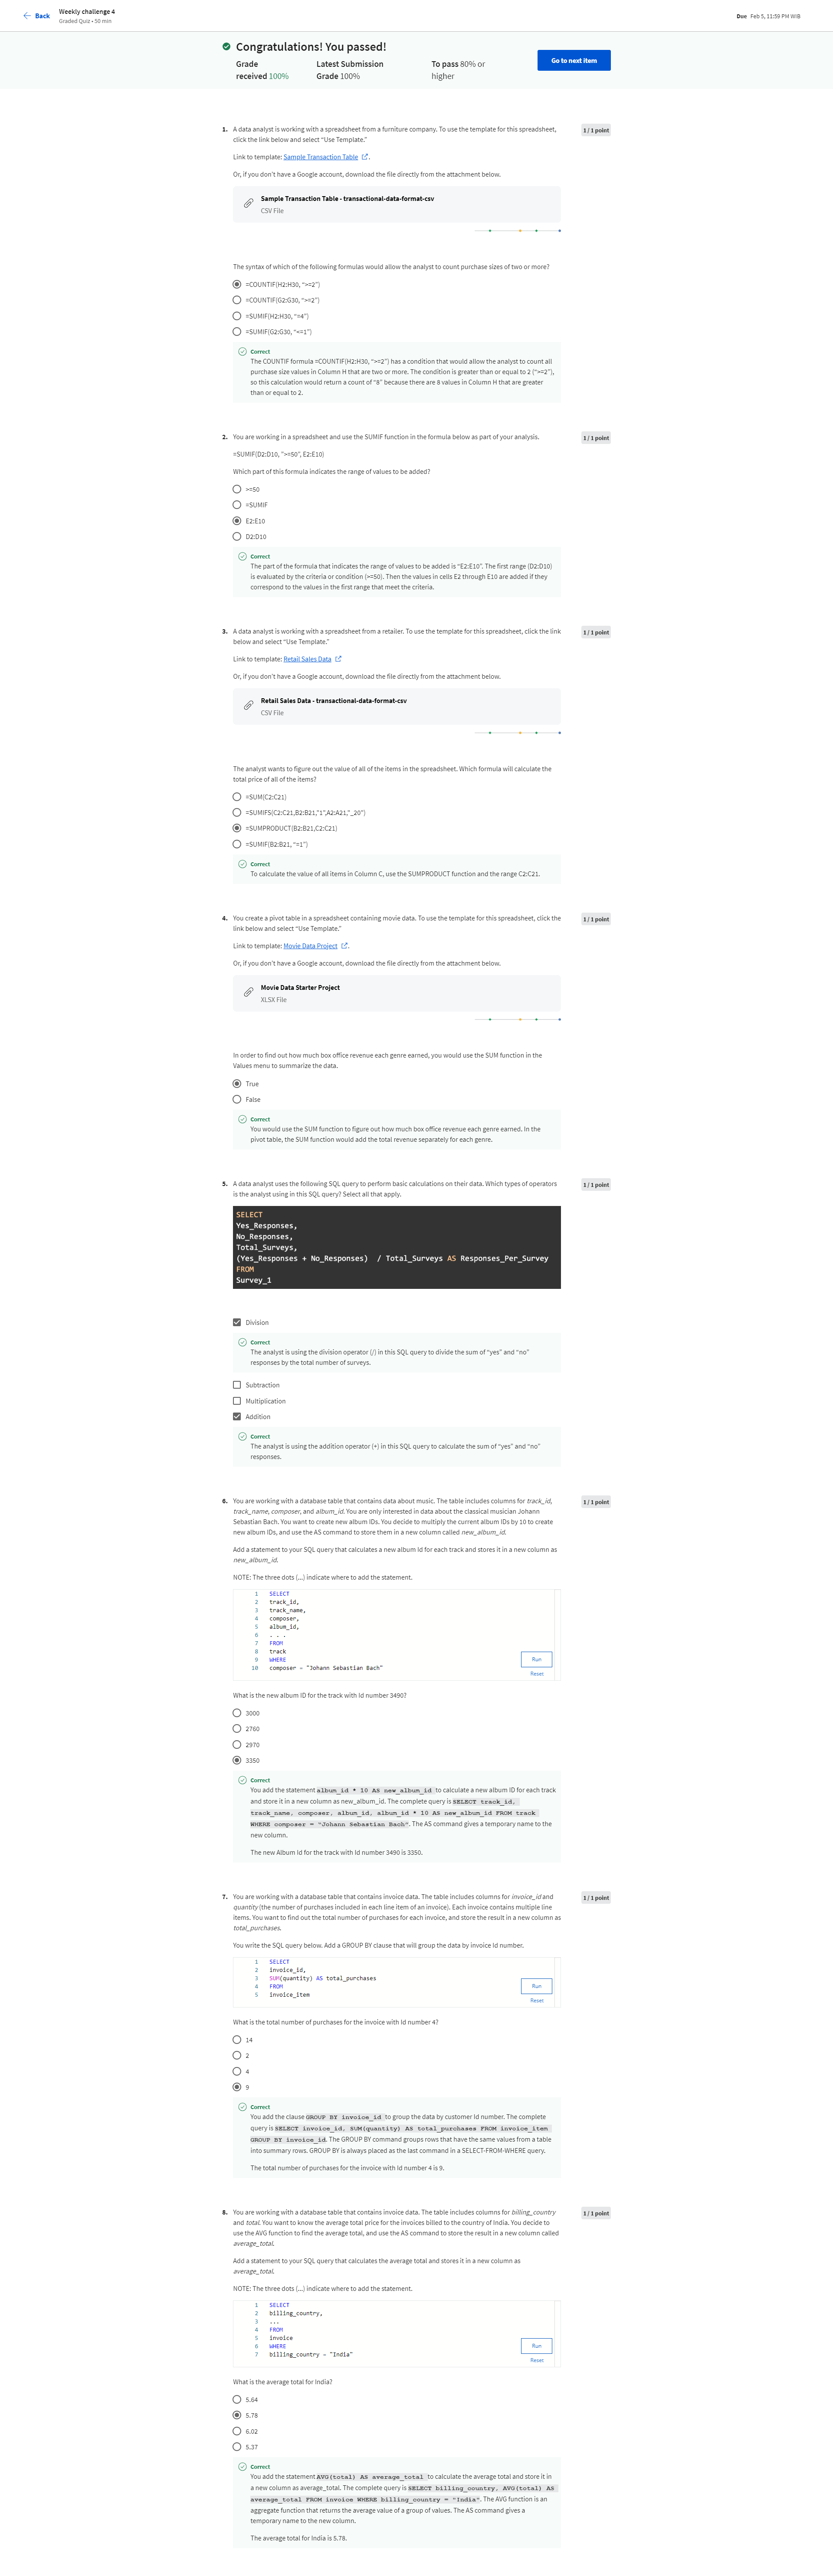 Back
Weekly challenge 4
Graded Quiz • 50 min
Due Feb 5, 11:59 PM WIB
Congratulations! You passed!
Grade received 100%
Latest Submission Grade 100%
To pass 80% or higher
Go to next item
1. A data analyst is working with a spreadsheet from a furniture company. To use the template for this spreadsheet,
click the link below and select “Use Template.”
1 / 1 point
Link to template: Sample Transaction Table.
Or, if you don’t have a Google account, download the file directly from the attachment below.
Sample Transaction Table - transactional-data-format-csv
CSV File
The syntax of which of the following formulas would allow the analyst to count purchase sizes of two or more?
=COUNTIF(H2:H30, “>=2”)
=COUNTIF(G2:G30, “>=2”)
=SUMIF(H2:H30, “=4”)
=SUMIF(G2:G30, “<=1”)
Correct
The COUNTIF formula =COUNTIF(H2:H30, “>=2”) has a condition that would allow the analyst to count all
purchase size values in Column H that are two or more. The condition is greater than or equal to 2 (“>=2”),
so this calculation would return a count of “8” because there are 8 values in Column H that are greater
than or equal to 2.
2. You are working in a spreadsheet and use the SUMIF function in the formula below as part of your analysis.
1 / 1 point
=SUMIF(D2:D10, ”>=50”, E2:E10)
Which part of this formula indicates the range of values to be added?
>=50
=SUMIF
E2:E10
D2:D10
Correct
The part of the formula that indicates the range of values to be added is “E2:E10”. The first range (D2:D10)
is evaluated by the criteria or condition (>=50). Then the values in cells E2 through E10 are added if they
correspond to the values in the first range that meet the criteria.
3. A data analyst is working with a spreadsheet from a retailer. To use the template for this spreadsheet, click the link
below and select “Use Template.”
1 / 1 point
Link to template: Retail Sales Data
Or, if you don’t have a Google account, download the file directly from the attachment below.
Retail Sales Data - transactional-data-format-csv
CSV File
The analyst wants to figure out the value of all of the items in the spreadsheet. Which formula will calculate the
total price of all of the items?
=SUM(C2:C21)
=SUMIFS(C2:C21,B2:B21,"1",A2:A21,"_20")
=SUMPRODUCT(B2:B21,C2:C21)
=SUMIF(B2:B21, “=1”)
Correct
To calculate the value of all items in Column C, use the SUMPRODUCT function and the range C2:C21.
4. You create a pivot table in a spreadsheet containing movie data. To use the template for this spreadsheet, click the
link below and select “Use Template.”
1 / 1 point
Link to template: Movie Data Project.
Or, if you don’t have a Google account, download the file directly from the attachment below.
Movie Data Starter Project
XLSX File
In order to find out how much box office revenue each genre earned, you would use the SUM function in the
Values menu to summarize the data.
True
False
Correct
You would use the SUM function to figure out how much box office revenue each genre earned. In the
pivot table, the SUM function would add the total revenue separately for each genre.
5. A data analyst uses the following SQL query to perform basic calculations on their data. Which types of operators
is the analyst using in this SQL query? Select all that apply.
1 / 1 point
SELECT
Yes_Responses,
No_Responses,
Total_Surveys,
(Yes_Responses + No_Responses) / Total_Surveys AS Responses_Per_Survey
FROM
Survey_1
Division
Correct
The analyst is using the division operator (/) in this SQL query to divide the sum of “yes” and “no”
responses by the total number of surveys.
Subtraction
Multiplication
Addition
Correct
The analyst is using the addition operator (+) in this SQL query to calculate the sum of “yes” and “no”
responses.
6. You are working with a database table that contains data about music. The table includes columns for track_id,
track_name, composer, and album_id. You are only interested in data about the classical musician Johann
Sebastian Bach. You want to create new album IDs. You decide to multiply the current album IDs by 10 to create
new album IDs, and use the AS command to store them in a new column called new_album_id.
1 / 1 point
Add a statement to your SQL query that calculates a new album Id for each track and stores it in a new column as
new_album_id.
NOTE: The three dots (...) indicate where to add the statement.
1 SELECT
2 track_id,
3 track_name,
4 composer,
5 album_id,
6 . . .
7 FROM
8 track
9 WHERE
10 composer = "Johann Sebastian Bach"
Run
Reset
What is the new album ID for the track with Id number 3490?
3000
2760
2970
3350
Correct
You add the statement album_id * 10 AS new_album_id to calculate a new album ID for each track
and store it in a new column as new_album_id. The complete query is SELECT track_id,
track_name, composer, album_id, album_id * 10 AS new_album_id FROM track
WHERE composer = "Johann Sebastian Bach". The AS command gives a temporary name to the
new column.
The new Album Id for the track with Id number 3490 is 3350.
7. You are working with a database table that contains invoice data. The table includes columns for invoice_id and
quantity (the number of purchases included in each line item of an invoice). Each invoice contains multiple line
items. You want to find out the total number of purchases for each invoice, and store the result in a new column as
total_purchases.
1 / 1 point
You write the SQL query below. Add a GROUP BY clause that will group the data by invoice Id number.
1 SELECT
2 invoice_id,
3 SUM(quantity) AS total_purchases
4 FROM
5 invoice_item
Run
Reset
What is the total number of purchases for the invoice with Id number 4?
14
2
4
9
Correct
You add the clause GROUP BY invoice_id to group the data by customer Id number. The complete
query is SELECT invoice_id, SUM(quantity) AS total_purchases FROM invoice_item
GROUP BY invoice_id. The GROUP BY command groups rows that have the same values from a table
into summary rows. GROUP BY is always placed as the last command in a SELECT-FROM-WHERE query.
The total number of purchases for the invoice with Id number 4 is 9.
8. You are working with a database table that contains invoice data. The table includes columns for billing_country
and total. You want to know the average total price for the invoices billed to the country of India. You decide to
use the AVG function to find the average total, and use the AS command to store the result in a new column called
average_total.
1 / 1 point
Add a statement to your SQL query that calculates the average total and stores it in a new column as
average_total.
NOTE: The three dots (...) indicate where to add the statement.
1 SELECT
2 billing_country,
3 ...
4 FROM
5 invoice
6 WHERE
7 billing_country = "India"
Run
Reset
What is the average total for India?
5.64
5.78
6.02
5.37
Correct
You add the statement AVG(total) AS average_total to calculate the average total and store it in
a new column as average_total. The complete query is SELECT billing_country, AVG(total) AS
average_total FROM invoice WHERE billing_country = "India". The AVG function is an
aggregate function that returns the average value of a group of values. The AS command gives a
temporary name to the new column.
The average total for India is 5.78.